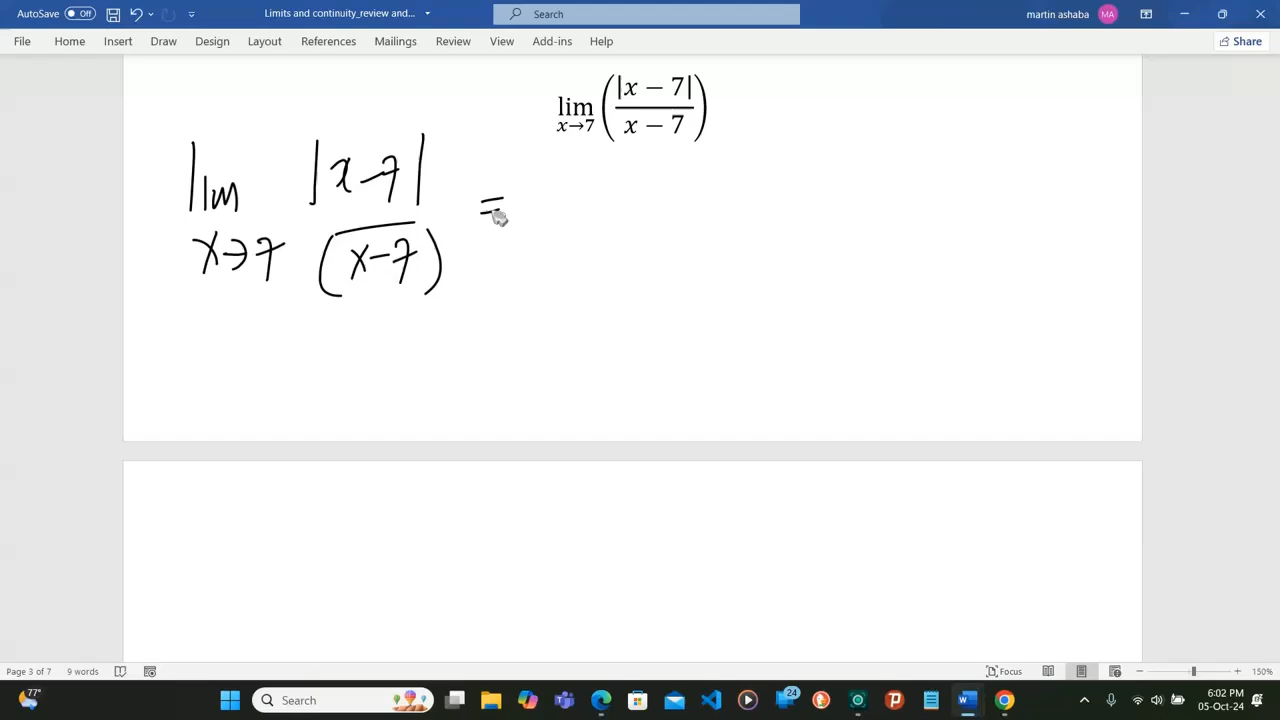 AutoSave Off Limits and continuity_review and... Search martin ashaba MA
File Home Insert Draw Design Layout References Mailings Review View Add-ins Help Share
lim x→7 (|x − 7| / x − 7)
lim x→7 |x-7| / (x-7) =
Page 3 of 7 9 words Focus 150%
77° Search 24 6:02 PM
05-Oct-24